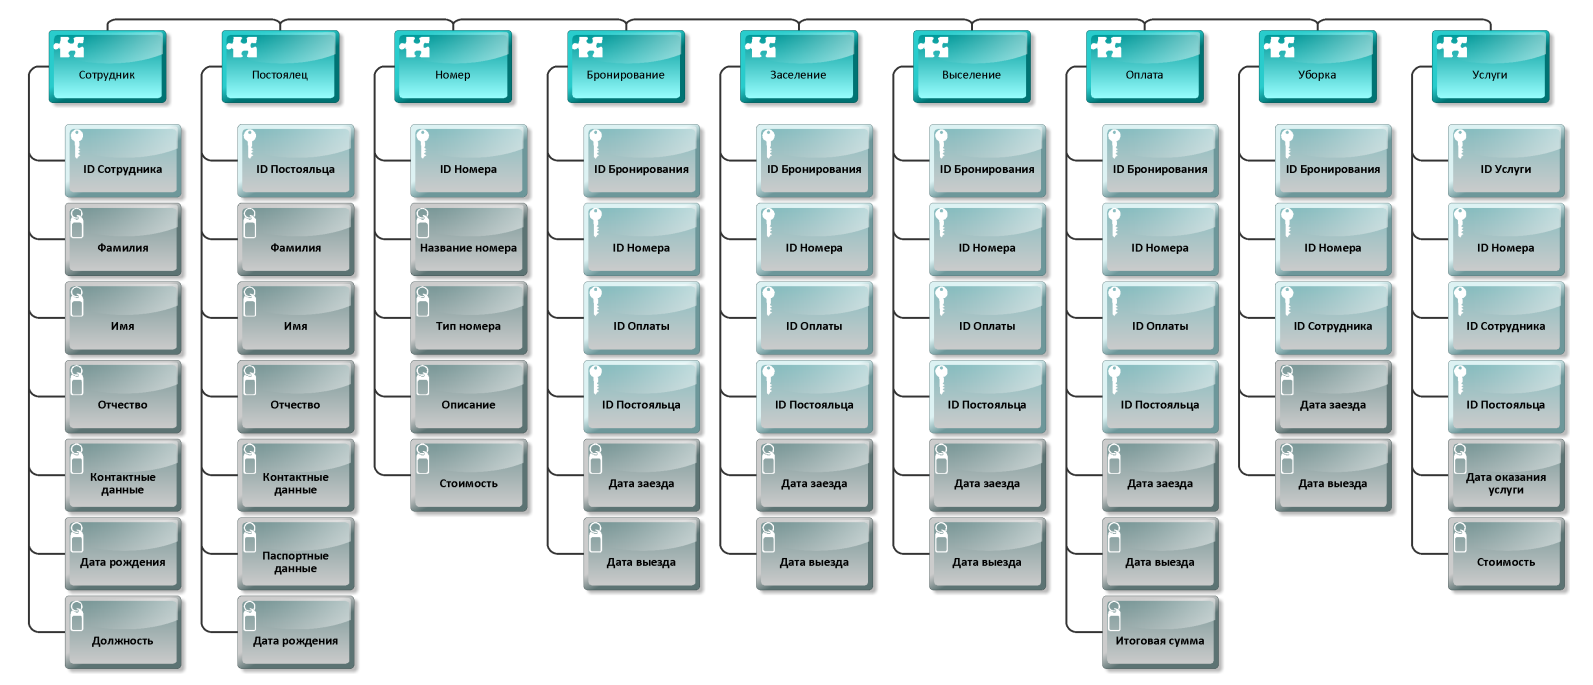 Сотрудник
ID Сотрудника
Фамилия
Имя
Отчество
Контактные
данные
Дата рождения
Должность
Постоялец
ID Постояльца
Фамилия
Имя
Отчество
Контактные
данные
Паспортные
данные
Дата рождения
Номер
ID Номера
Название номера
Тип номера
Описание
Стоимость
Бронирование
ID Бронирования
ID Номера
ID Оплаты
ID Постояльца
Дата заезда
Дата выезда
Заселение
ID Бронирования
ID Номера
ID Оплаты
ID Постояльца
Дата заезда
Дата выезда
Выселение
ID Бронирования
ID Номера
ID Оплаты
ID Постояльца
Дата заезда
Дата выезда
Оплата
ID Бронирования
ID Номера
ID Оплаты
ID Постояльца
Дата заезда
Дата выезда
Итоговая сумма
Уборка
ID Бронирования
ID Номера
ID Сотрудника
Дата заезда
Дата выезда
Услуги
ID Услуги
ID Номера
ID Сотрудника
ID Постояльца
Дата оказания
услуги
Стоимость